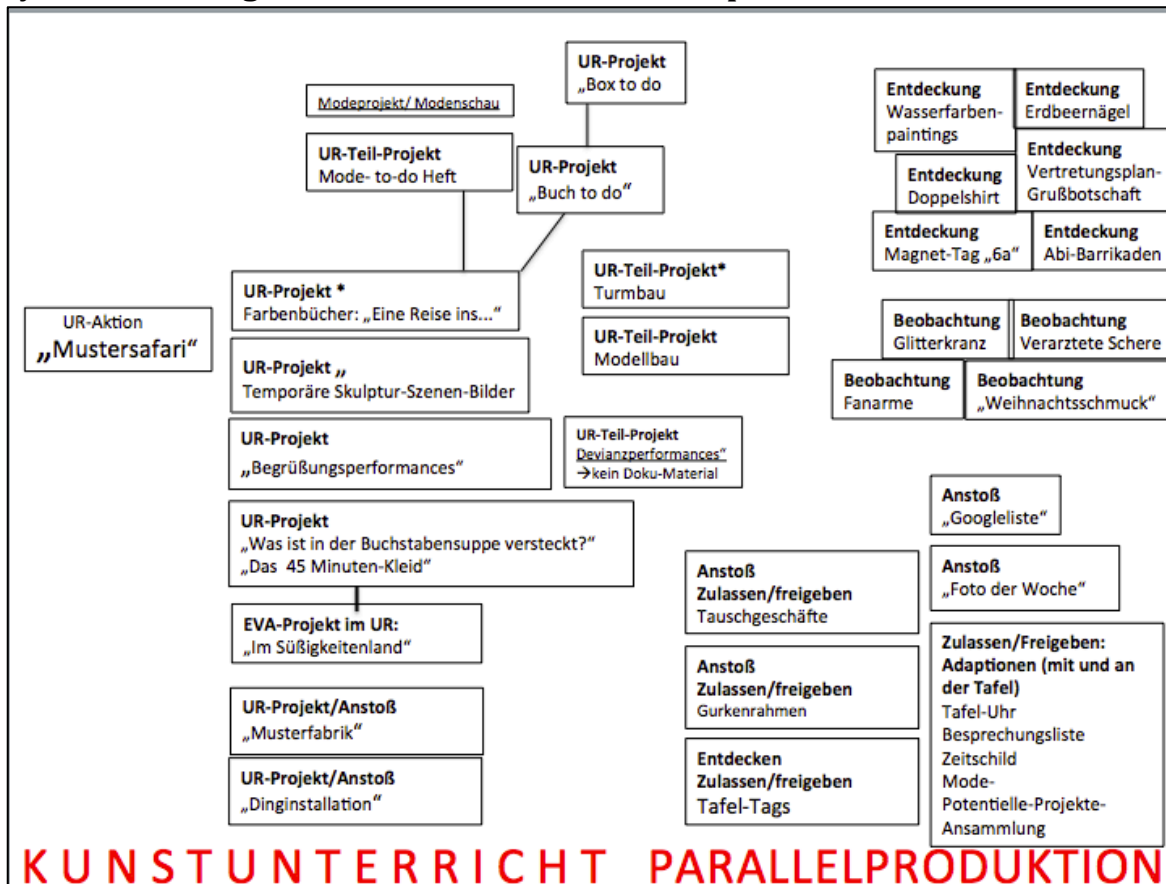 UR-Projekt
„Box to do
Modeprojekt/ Modenschau
UR-Teil-Projekt
Mode- to-do Heft
UR-Projekt
„Buch to do“
UR-Aktion
„Mustersafari“
UR-Projekt *
Farbenbücher: „Eine Reise ins...“
UR-Projekt „
Temporäre Skulptur-Szenen-Bilder
UR-Projekt
„Begrüßungsperformances“
UR-Projekt
„Was ist in der Buchstabensuppe versteckt?“
„Das 45 Minuten-Kleid“
EVA-Projekt im UR:
„Im Süßigkeitenland“
UR-Projekt/Anstoß
„Musterfabrik“
UR-Projekt/Anstoß
„Dinginstallation“
UR-Teil-Projekt*
Turmbau
UR-Teil-Projekt
Modellbau
UR-Teil-Projekt
Devianzperformances“
→kein Doku-Material
Entdeckung
Wasserfarben-
paintings
Entdeckung
Erdbeernägel
Entdeckung
Doppelshirt
Entdeckung
Vertretungsplan-
Grußbotschaft
Entdeckung
Magnet-Tag „6a“
Entdeckung
Abi-Barrikaden
Beobachtung
Glitterkranz
Beobachtung
Verarztete Schere
Beobachtung
Fanarme
Beobachtung
„Weihnachtsschmuck“
Anstoß
„Googleliste“
Anstoß
„Foto der Woche“
Anstoß
Zulassen/freigeben
Tauschgeschäfte
Anstoß
Zulassen/freigeben
Gurkenrahmen
Entdecken
Zulassen/freigeben
Tafel-Tags
Zulassen/Freigeben:
Adaptionen (mit und an
der Tafel)
Tafel-Uhr
Besprechungsliste
Zeitschild
Mode-
Potentielle-Projekte-
Ansammlung
KUNSTUNTERRICHT PARALLELPRODUKTION